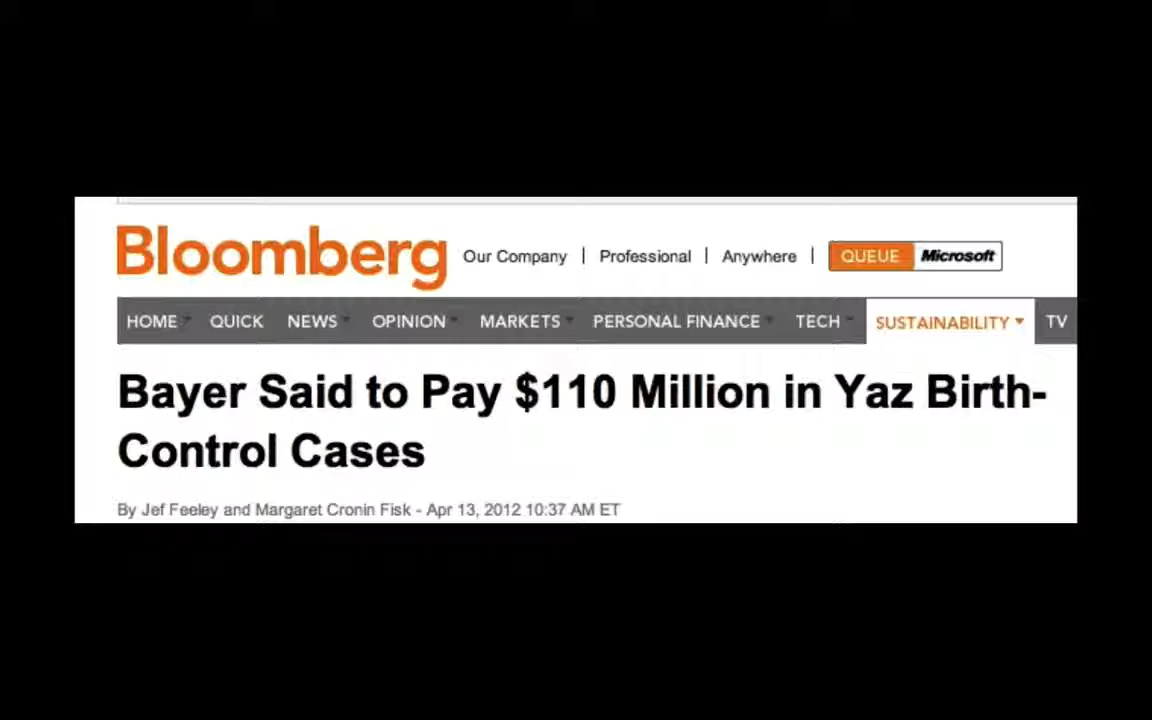 Bloomberg Our Company | Professional | Anywhere | QUEUE Microsoft
HOME QUICK NEWS OPINION MARKETS PERSONAL FINANCE TECH SUSTAINABILITY TV
Bayer Said to Pay $110 Million in Yaz Birth-
Control Cases
By Jef Feeley and Margaret Cronin Fisk - Apr 13, 2012 10:37 AM ET